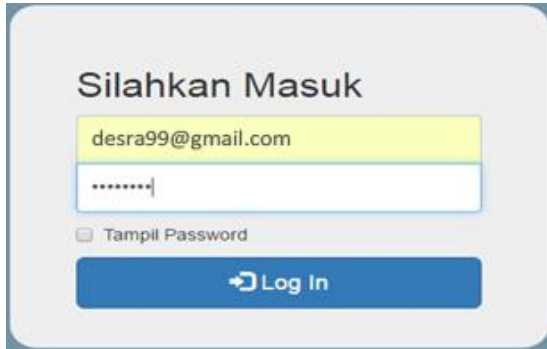 Silahkan Masuk
desra99@gmail.com
••••••••
Tampil Password
Log In